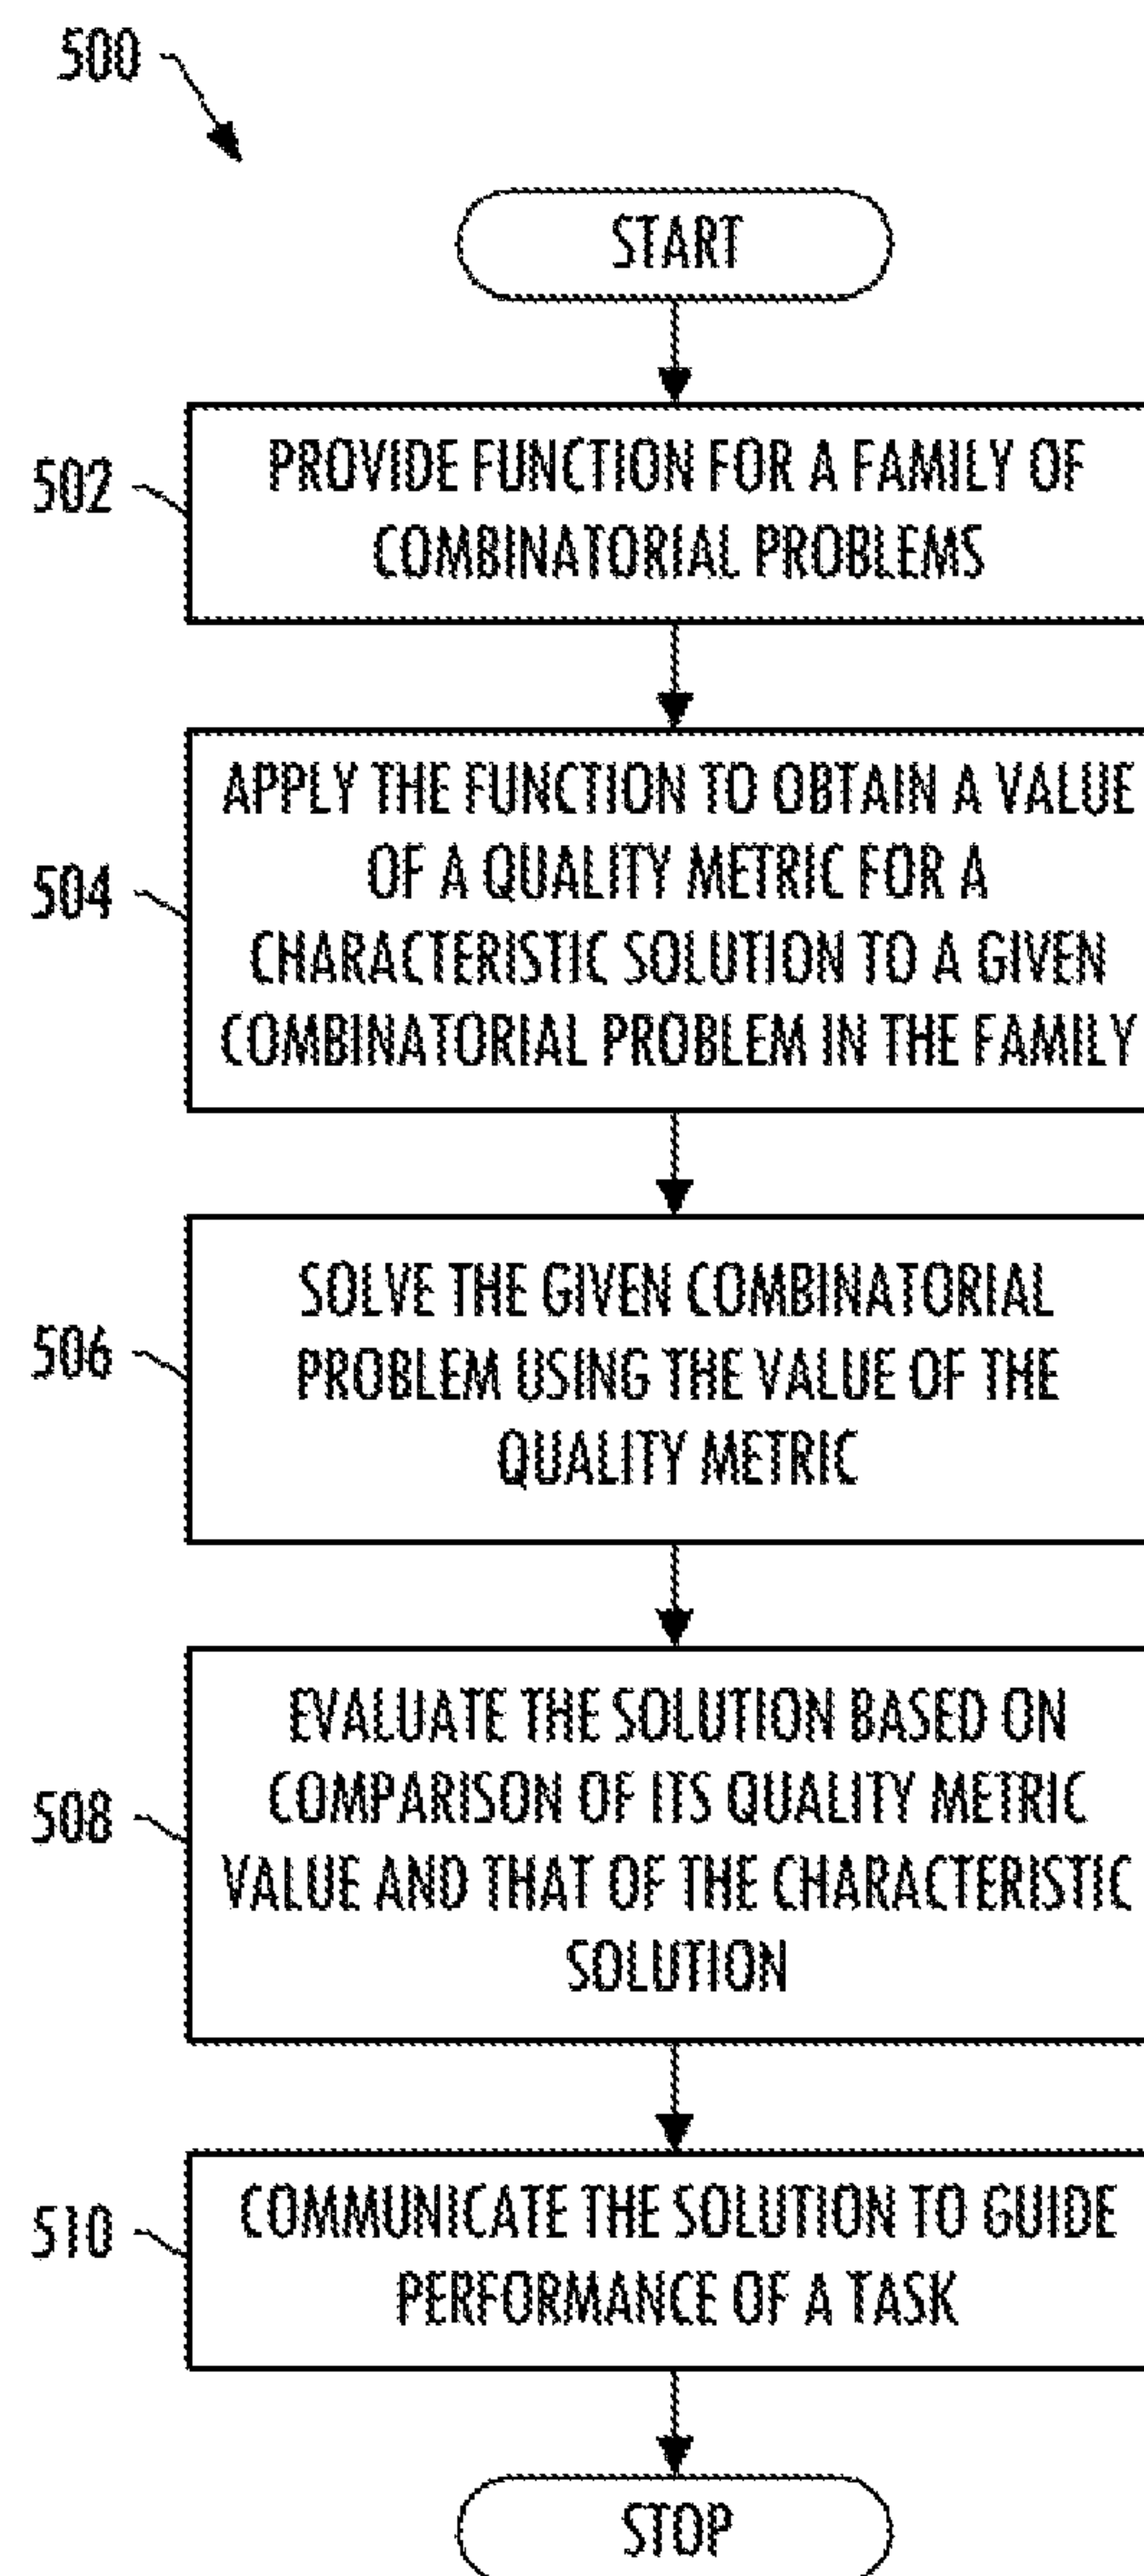 500
START
502
PROVIDE FUNCTION FOR A FAMILY OF
COMBINATORIAL PROBLEMS
504
APPLY THE FUNCTION TO OBTAIN A VALUE
OF A QUALITY METRIC FOR A
CHARACTERISTIC SOLUTION TO A GIVEN
COMBINATORIAL PROBLEM IN THE FAMILY
506
SOLVE THE GIVEN COMBINATORIAL
PROBLEM USING THE VALUE OF THE
QUALITY METRIC
508
EVALUATE THE SOLUTION BASED ON
COMPARISON OF ITS QUALITY METRIC
VALUE AND THAT OF THE CHARACTERISTIC
SOLUTION
510
COMMUNICATE THE SOLUTION TO GUIDE
PERFORMANCE OF A TASK
STOP